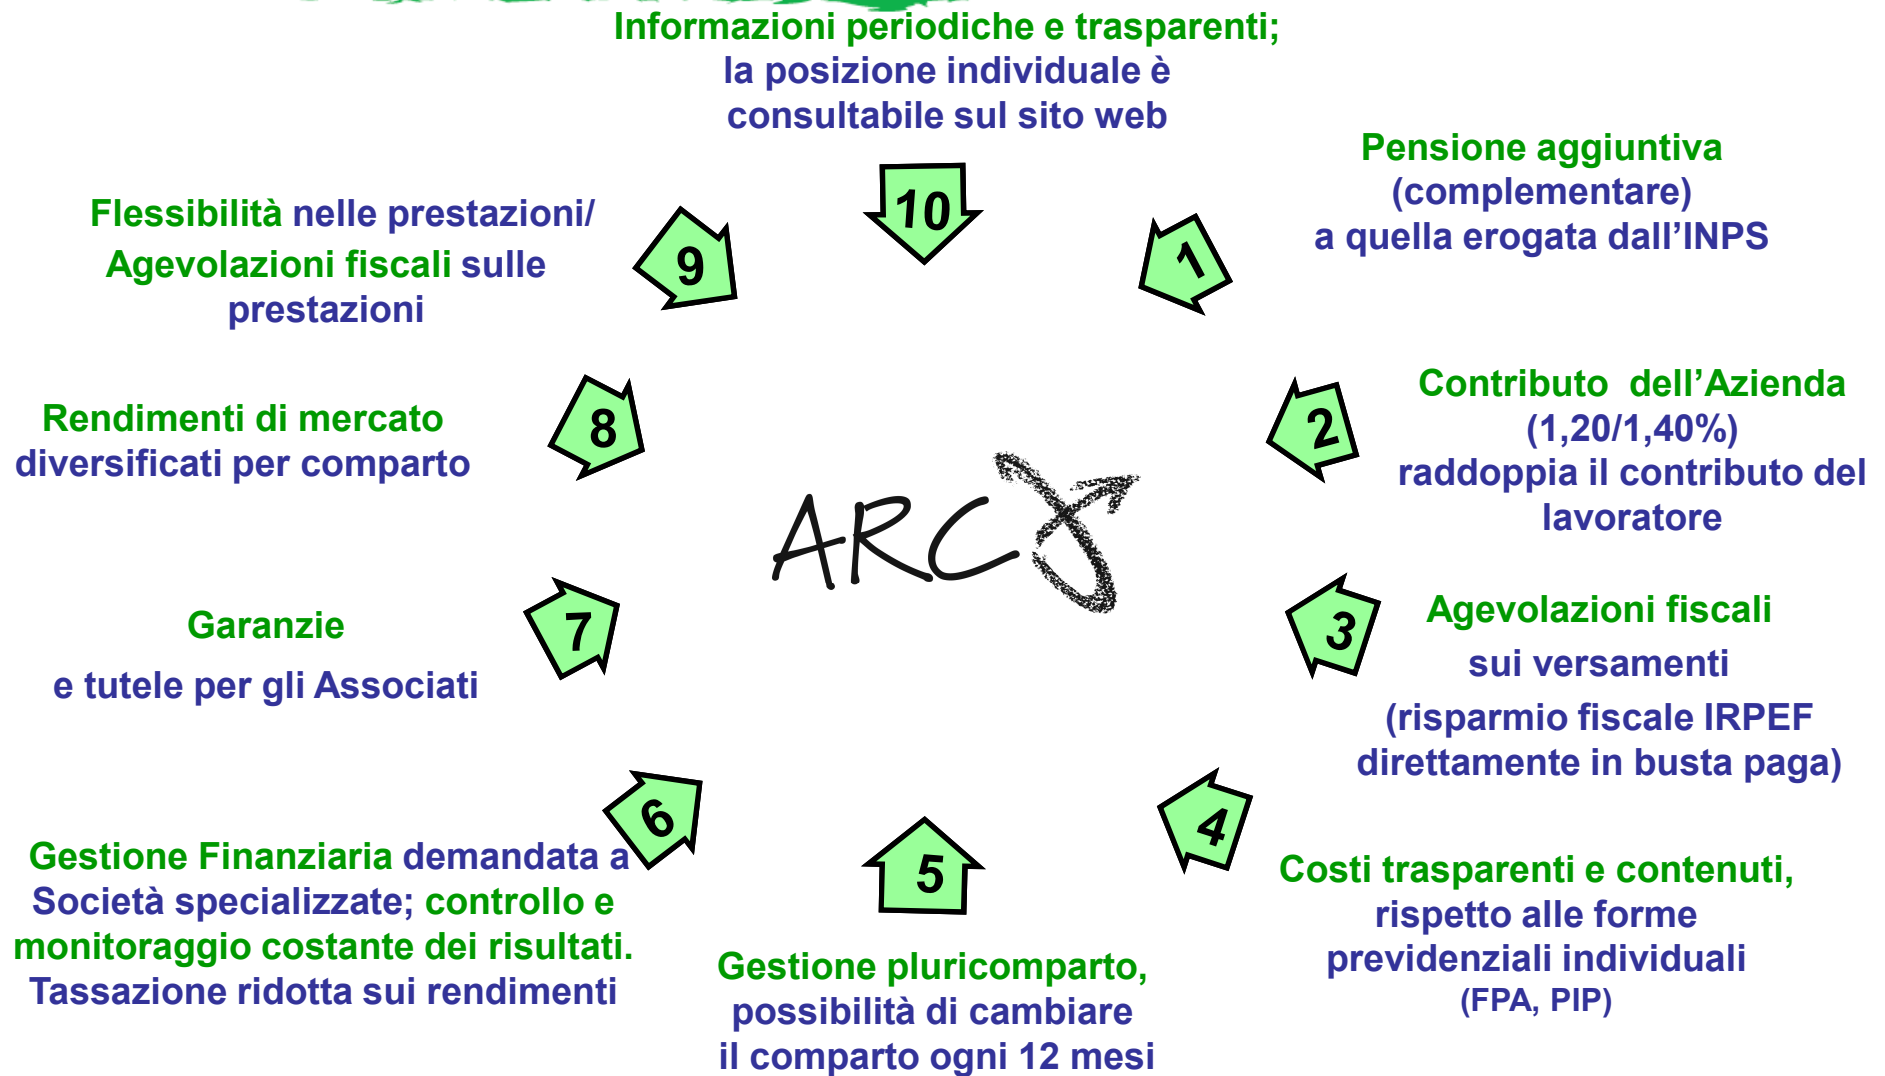 Informazioni periodiche e trasparenti;
la posizione individuale è
consultabile sul sito web
10
1
Pensione aggiuntiva
(complementare)
a quella erogata dall’INPS
2
Contributo dell’Azienda
(1,20/1,40%)
raddoppia il contributo del
lavoratore
3
Agevolazioni fiscali
sui versamenti
(risparmio fiscale IRPEF
direttamente in busta paga)
4
Costi trasparenti e contenuti,
rispetto alle forme
previdenziali individuali
(FPA, PIP)
5
Gestione pluricomparto,
possibilità di cambiare
il comparto ogni 12 mesi
6
Gestione Finanziaria demandata a
Società specializzate; controllo e
monitoraggio costante dei risultati.
Tassazione ridotta sui rendimenti
7
Garanzie
e tutele per gli Associati
8
Rendimenti di mercato
diversificati per comparto
9
Flessibilità nelle prestazioni/
Agevolazioni fiscali sulle
prestazioni
ARCO